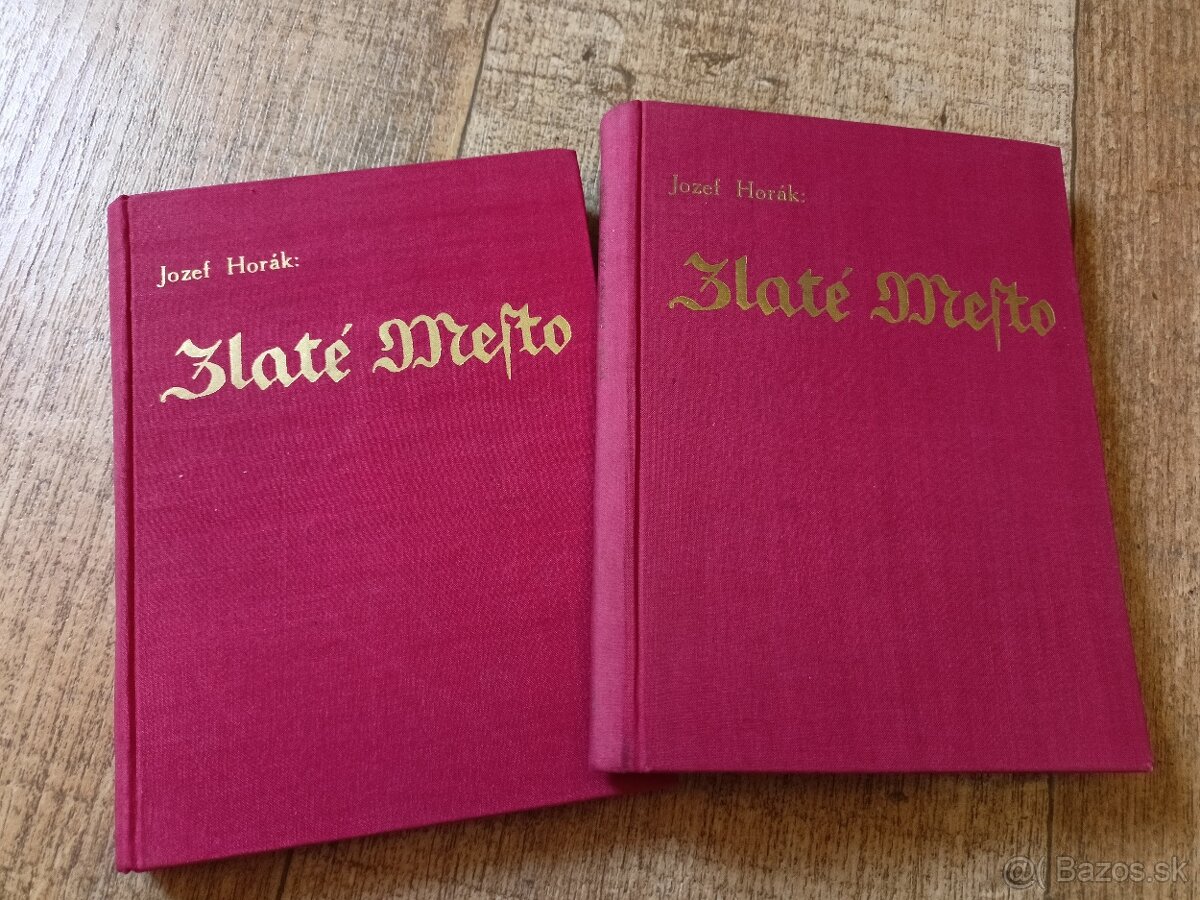 Jozef Horák:
Zlaté Meſto
Jozef Horák:
Zlaté Meſto
@( Bazos.sk